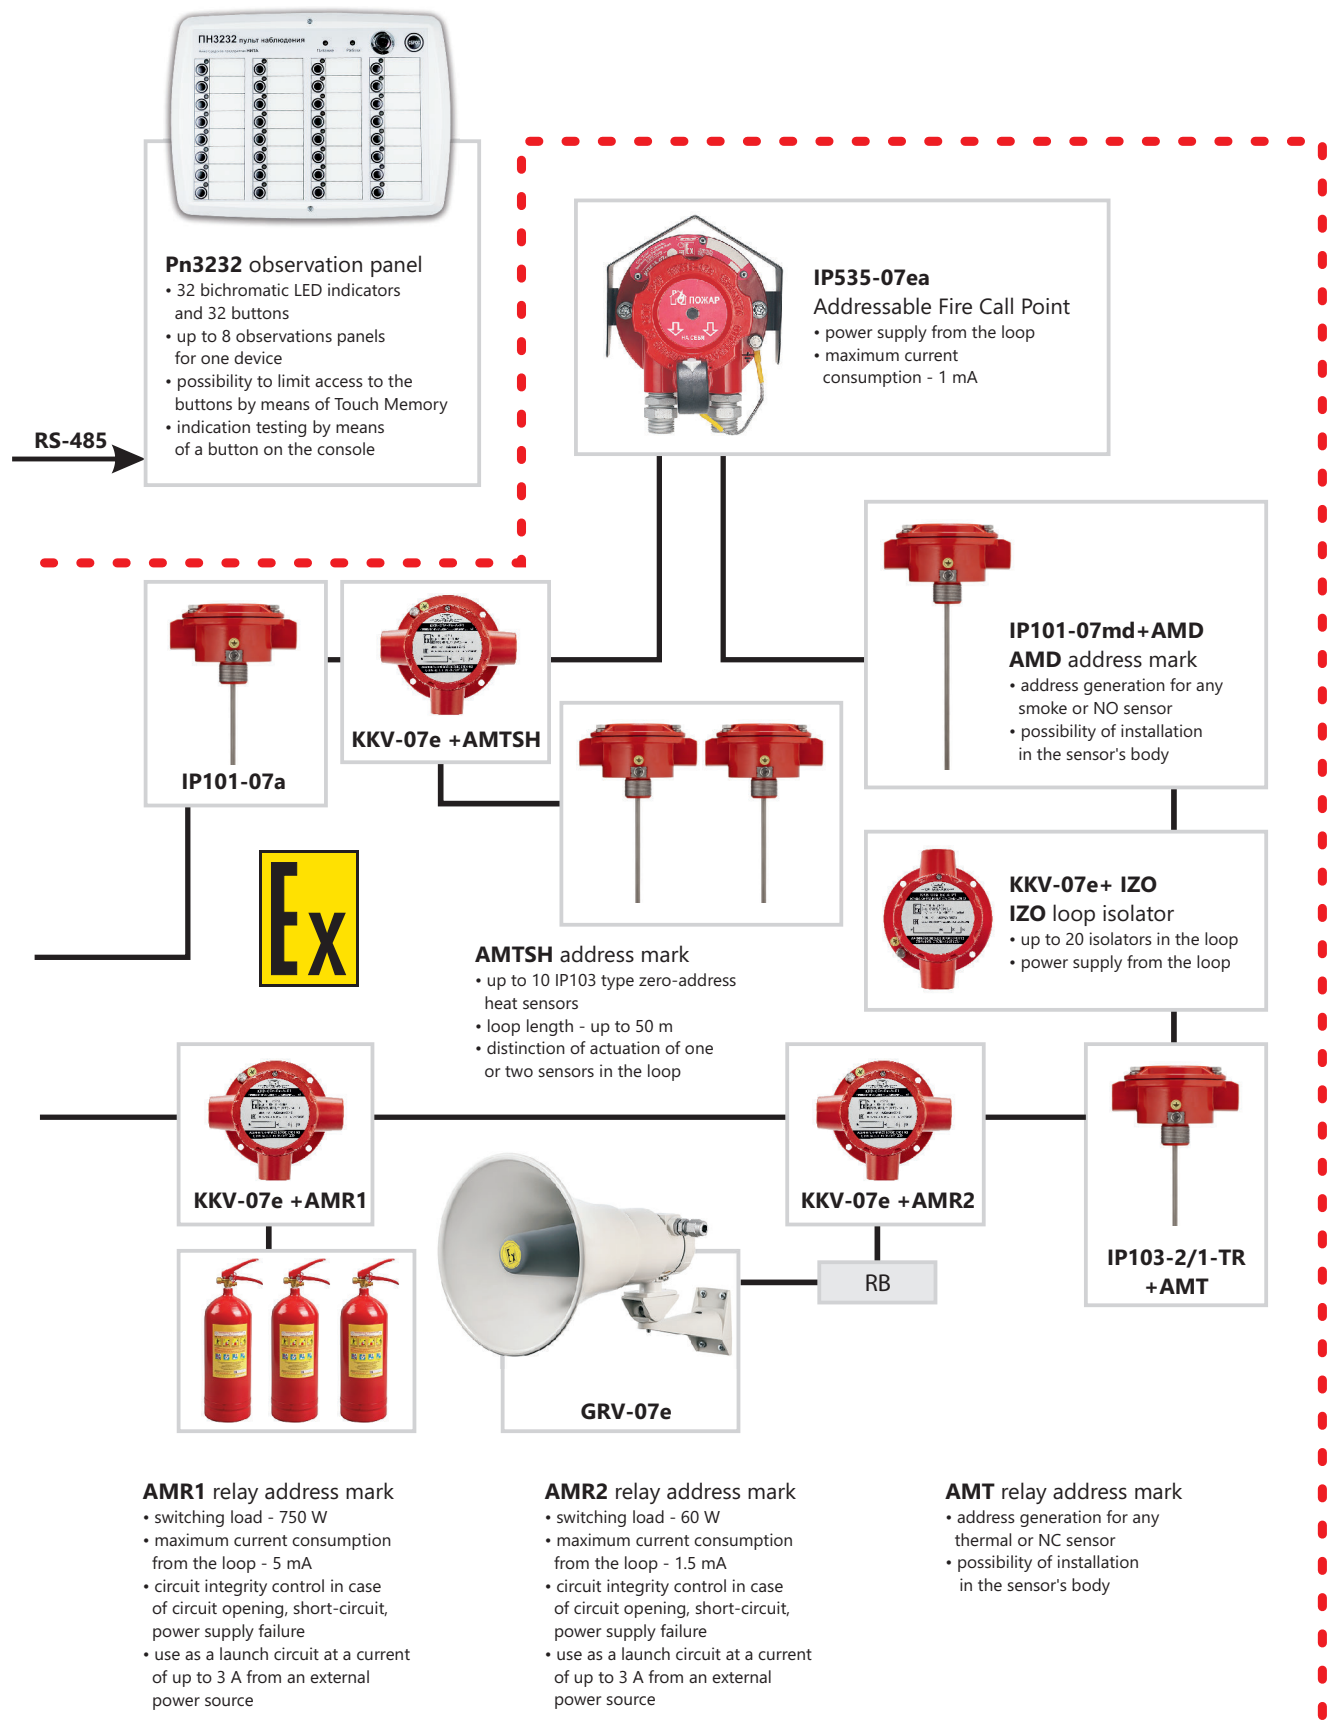 ПН3232 пульт наблюдения
Питание
Работа
СБРОС
Pn3232 observation panel
• 32 bichromatic LED indicators
and 32 buttons
• up to 8 observations panels
for one device
• possibility to limit access to the
buttons by means of Touch Memory
• indication testing by means
of a button on the console
RS-485
ПОЖАР
НА СЕБЯ
IP535-07ea
Addressable Fire Call Point
• power supply from the loop
• maximum current
consumption - 1 mA
IP101-07a
KKV-07e +AMTSH
IP101-07md+AMD
AMD address mark
• address generation for any
smoke or NO sensor
• possibility of installation
in the sensor's body
Ex
KKV-07e+ IZO
IZO loop isolator
• up to 20 isolators in the loop
• power supply from the loop
AMTSH address mark
• up to 10 IP103 type zero-address
heat sensors
• loop length - up to 50 m
• distinction of actuation of one
or two sensors in the loop
KKV-07e +AMR1
KKV-07e +AMR2
IP103-2/1-TR
+AMT
Ex
RB
GRV-07e
AMR1 relay address mark
• switching load - 750 W
• maximum current consumption
from the loop - 5 mA
• circuit integrity control in case
of circuit opening, short-circuit,
power supply failure
• use as a launch circuit at a current
of up to 3 A from an external
power source
AMR2 relay address mark
• switching load - 60 W
• maximum current consumption
from the loop - 1.5 mA
• circuit integrity control in case
of circuit opening, short-circuit,
power supply failure
• use as a launch circuit at a current
of up to 3 A from an external
power source
AMT relay address mark
• address generation for any
thermal or NC sensor
• possibility of installation
in the sensor's body